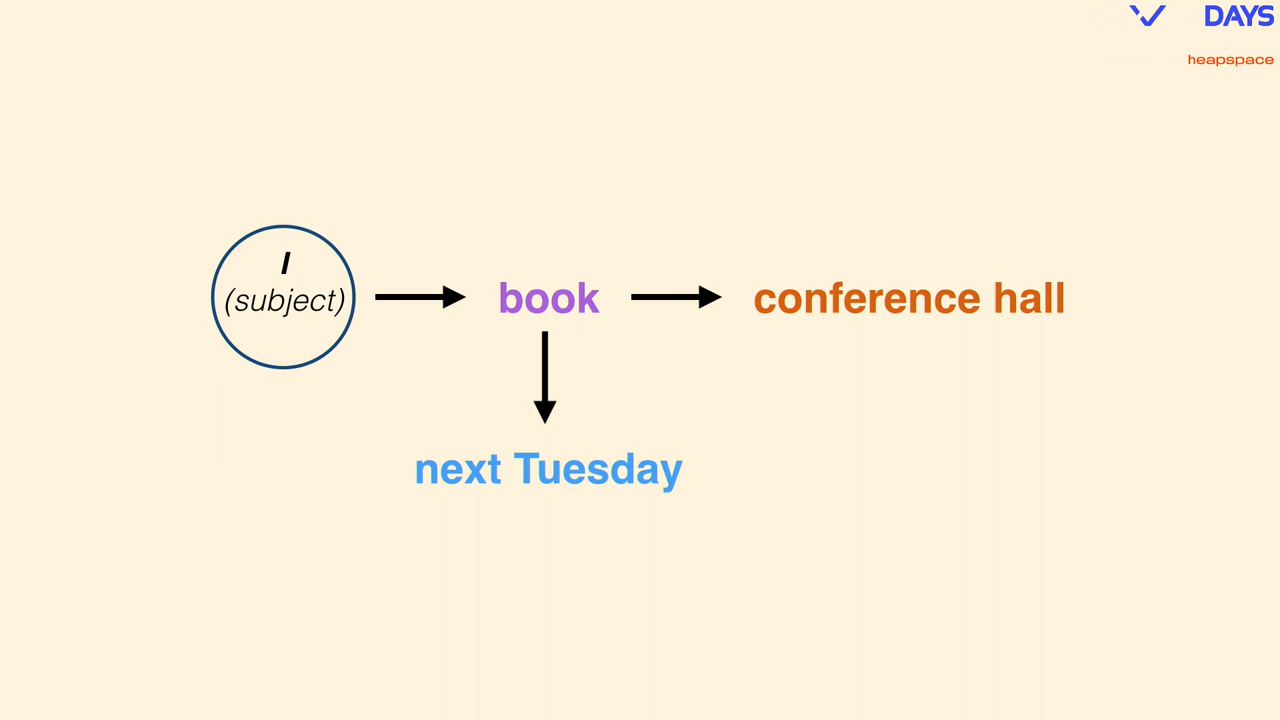 DAYS
heapspace
I
(subject)
book
conference hall
next Tuesday